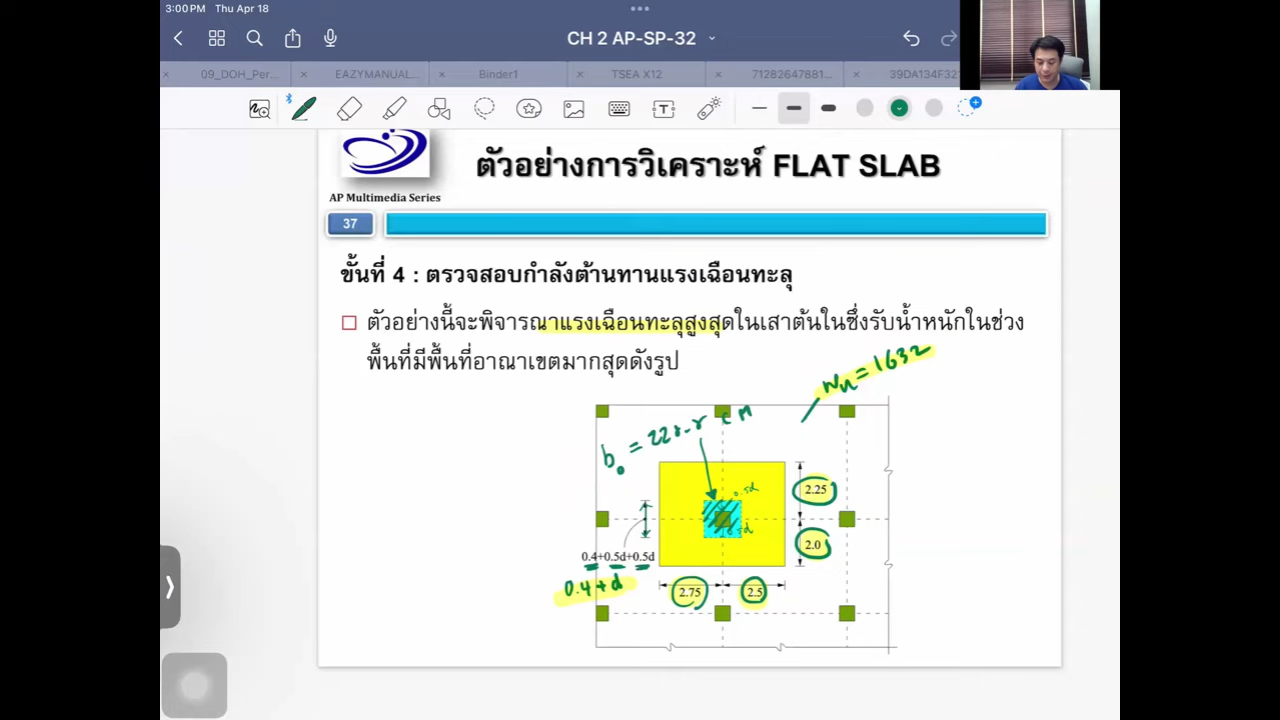 3:00 PM Thu Apr 18
CH 2 AP-SP-32
09_DOH_Per...
EAZYMANUAL...
Binder1
TSEA X12
71282647881...
39DA134F321
ตัวอย่างการวิเคราะห์ FLAT SLAB
AP Multimedia Series
37
ขั้นที่ 4 : ตรวจสอบกำลังต้านทานแรงเฉือนทะลุ
ตัวอย่างนี้จะพิจารณาแรงเฉือนทะลุสูงสุดในเสาต้นในซึ่งรับน้ำหนักในช่วง
พื้นที่มีพื้นที่อาณาเขตมากสุดดังรูป
Wu = 1632
2.25
0.5d
0.5d
2.0
0.4+0.5d+0.5d
0.4+d
2.75
2.5